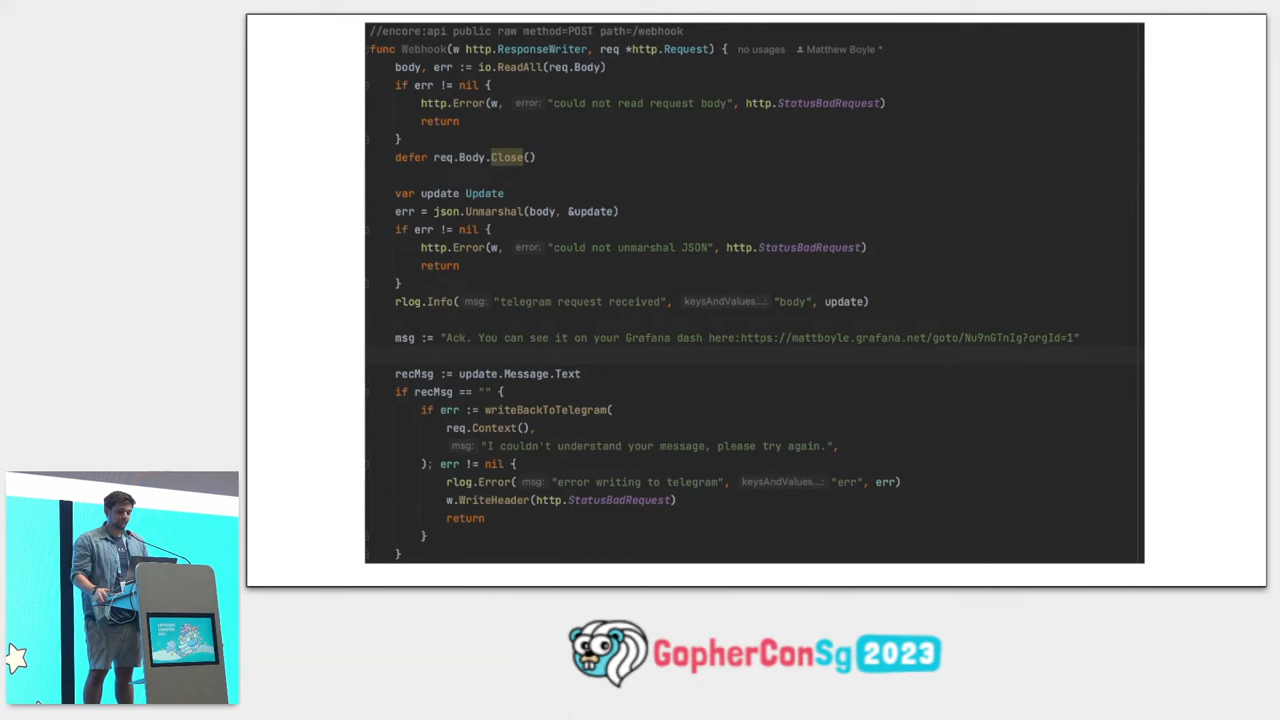 //encore:api public raw method=POST path=/webhook
func Webhook(w http.ResponseWriter, req *http.Request) { no usages Matthew Boyle *
body, err := io.ReadAll(req.Body)
if err != nil {
http.Error(w, error: "could not read request body", http.StatusBadRequest)
return
}
defer req.Body.Close()
var update Update
err = json.Unmarshal(body, &update)
if err != nil {
http.Error(w, error: "could not unmarshal JSON", http.StatusBadRequest)
return
}
rlog.Info( msg: "telegram request received", keysAndValues...: "body", update)
msg := "Ack. You can see it on your Grafana dash here:https://mattboyle.grafana.net/goto/Nu9nGTnIg?orgId=1"
recMsg := update.Message.Text
if recMsg == "" {
if err := writeBackToTelegram(
req.Context(),
msg: "I couldn't understand your message, please try again.",
); err != nil {
rlog.Error( msg: "error writing to telegram", keysAndValues...: "err", err)
w.WriteHeader(http.StatusBadRequest)
return
}
}
GopherConSg 2023